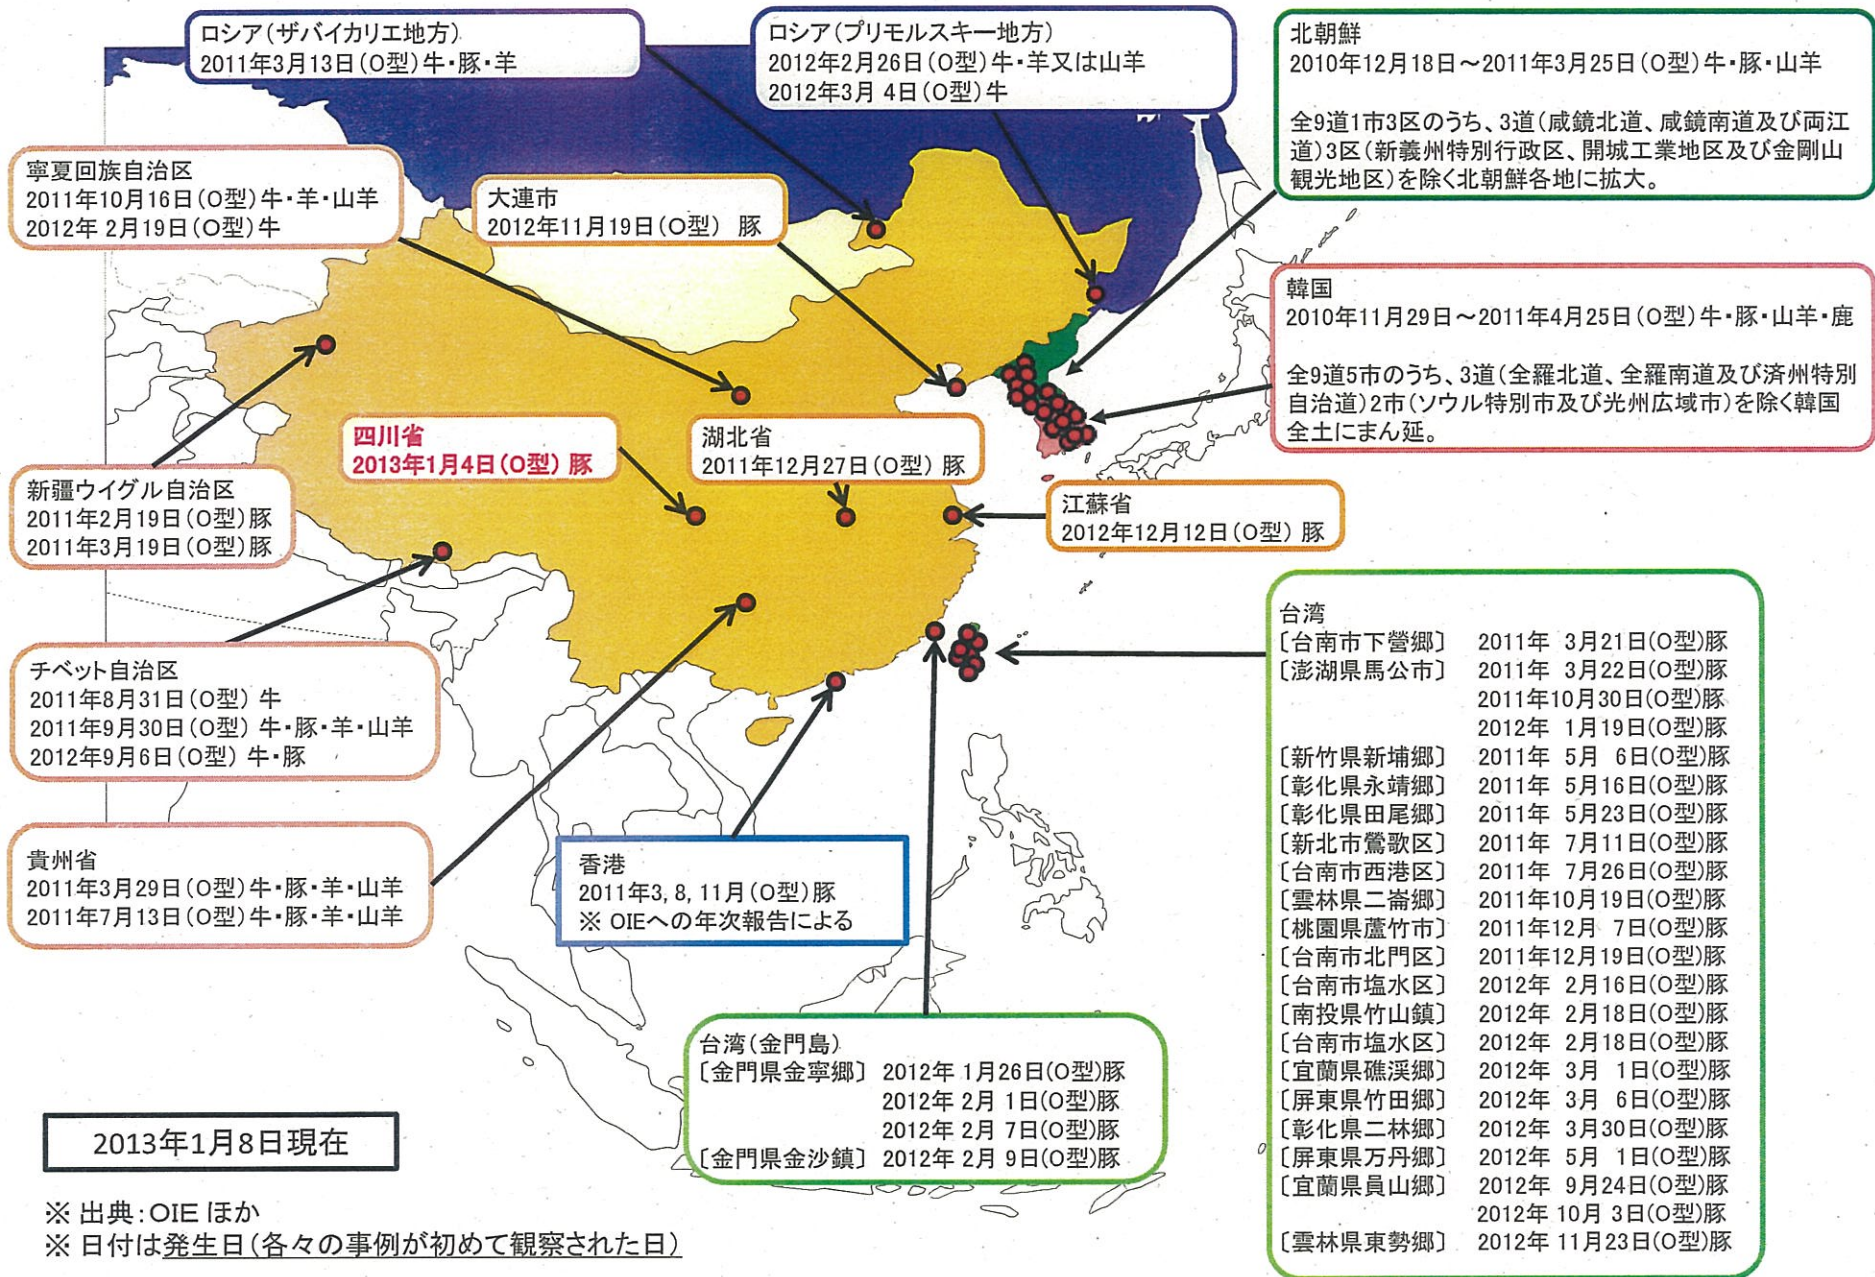 ロシア(ザバイカリエ地方)
2011年3月13日(O型)牛・豚・羊
ロシア(プリモルスキー地方)
2012年2月26日(O型)牛・羊又は山羊
2012年3月 4日(O型)牛
北朝鮮
2010年12月18日～2011年3月25日(O型)牛・豚・山羊
全9道1市3区のうち、3道(咸鏡北道、咸鏡南道及び両江
道)3区(新義州特別行政区、開城工業地区及び金剛山
観光地区)を除く北朝鮮各地に拡大。
寧夏回族自治区
2011年10月16日(O型)牛・羊・山羊
2012年 2月19日(O型)牛
大連市
2012年11月19日(O型) 豚
韓国
2010年11月29日～2011年4月25日(O型)牛・豚・山羊・鹿
全9道5市のうち、3道(全羅北道、全羅南道及び済州特別
自治道)2市(ソウル特別市及び光州広域市)を除く韓国
全土にまん延。
四川省
2013年1月4日(O型) 豚
湖北省
2011年12月27日(O型) 豚
新疆ウイグル自治区
2011年2月19日(O型)豚
2011年3月19日(O型)豚
江蘇省
2012年12月12日(O型) 豚
チベット自治区
2011年8月31日(O型) 牛
2011年9月30日(O型) 牛・豚・羊・山羊
2012年9月6日(O型) 牛・豚
貴州省
2011年3月29日(O型)牛・豚・羊・山羊
2011年7月13日(O型)牛・豚・羊・山羊
香港
2011年3, 8, 11月(O型)豚
※ OIEへの年次報告による
台湾
〔台南市下營郷〕 2011年 3月21日(O型)豚
〔澎湖県馬公市〕 2011年 3月22日(O型)豚
2011年10月30日(O型)豚
2012年 1月19日(O型)豚
〔新竹県新埔郷〕 2011年 5月 6日(O型)豚
〔彰化県永靖郷〕 2011年 5月16日(O型)豚
〔彰化県田尾郷〕 2011年 5月23日(O型)豚
〔新北市鶯歌区〕 2011年 7月11日(O型)豚
〔台南市西港区〕 2011年 7月26日(O型)豚
〔雲林県二崙郷〕 2011年10月19日(O型)豚
〔桃園県蘆竹市〕 2011年12月 7日(O型)豚
〔台南市北門区〕 2011年12月19日(O型)豚
〔台南市塩水区〕 2012年 2月16日(O型)豚
〔南投県竹山鎮〕 2012年 2月18日(O型)豚
〔台南市塩水区〕 2012年 2月18日(O型)豚
〔宜蘭県礁渓郷〕 2012年 3月 1日(O型)豚
〔屏東県竹田郷〕 2012年 3月 6日(O型)豚
〔彰化県二林郷〕 2012年 3月30日(O型)豚
〔屏東県万丹郷〕 2012年 5月 1日(O型)豚
〔宜蘭県員山郷〕 2012年 9月24日(O型)豚
2012年 10月 3日(O型)豚
〔雲林県東勢郷〕 2012年 11月23日(O型)豚
台湾(金門島)
〔金門県金寧郷〕 2012年 1月26日(O型)豚
2012年 2月 1日(O型)豚
2012年 2月 7日(O型)豚
〔金門県金沙鎮〕 2012年 2月 9日(O型)豚
2013年1月8日現在
※ 出典:OIE ほか
※ 日付は発生日(各々の事例が初めて観察された日)